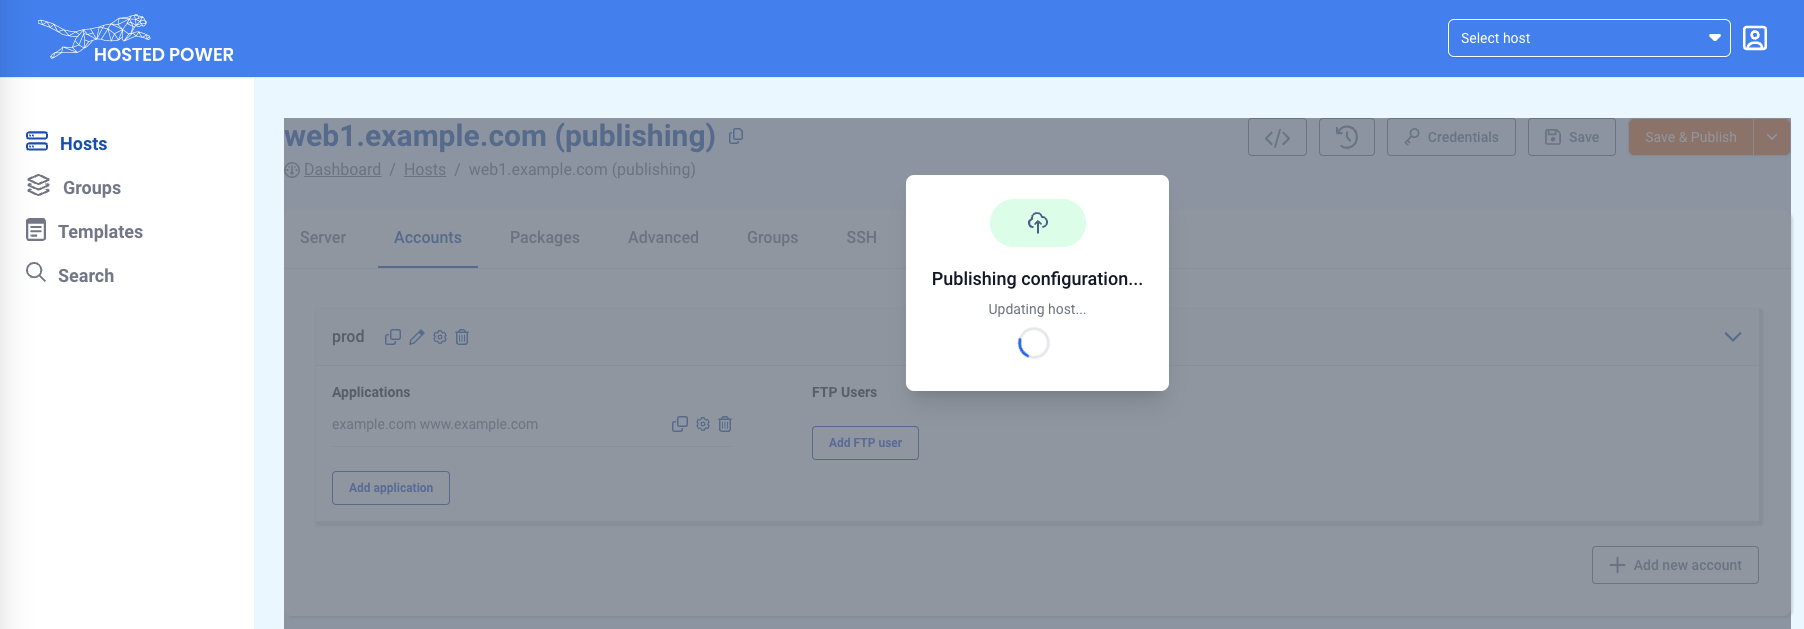 HOSTED POWER
Select host
Hosts
Groups
Templates
Search
web1.example.com (publishing)
Credentials
Save
Save & Publish
Dashboard / Hosts / web1.example.com (publishing)
Server
Accounts
Packages
Advanced
Groups
SSH
Publishing configuration...
Updating host...
prod
Applications
FTP Users
example.com www.example.com
Add FTP user
Add application
Add new account